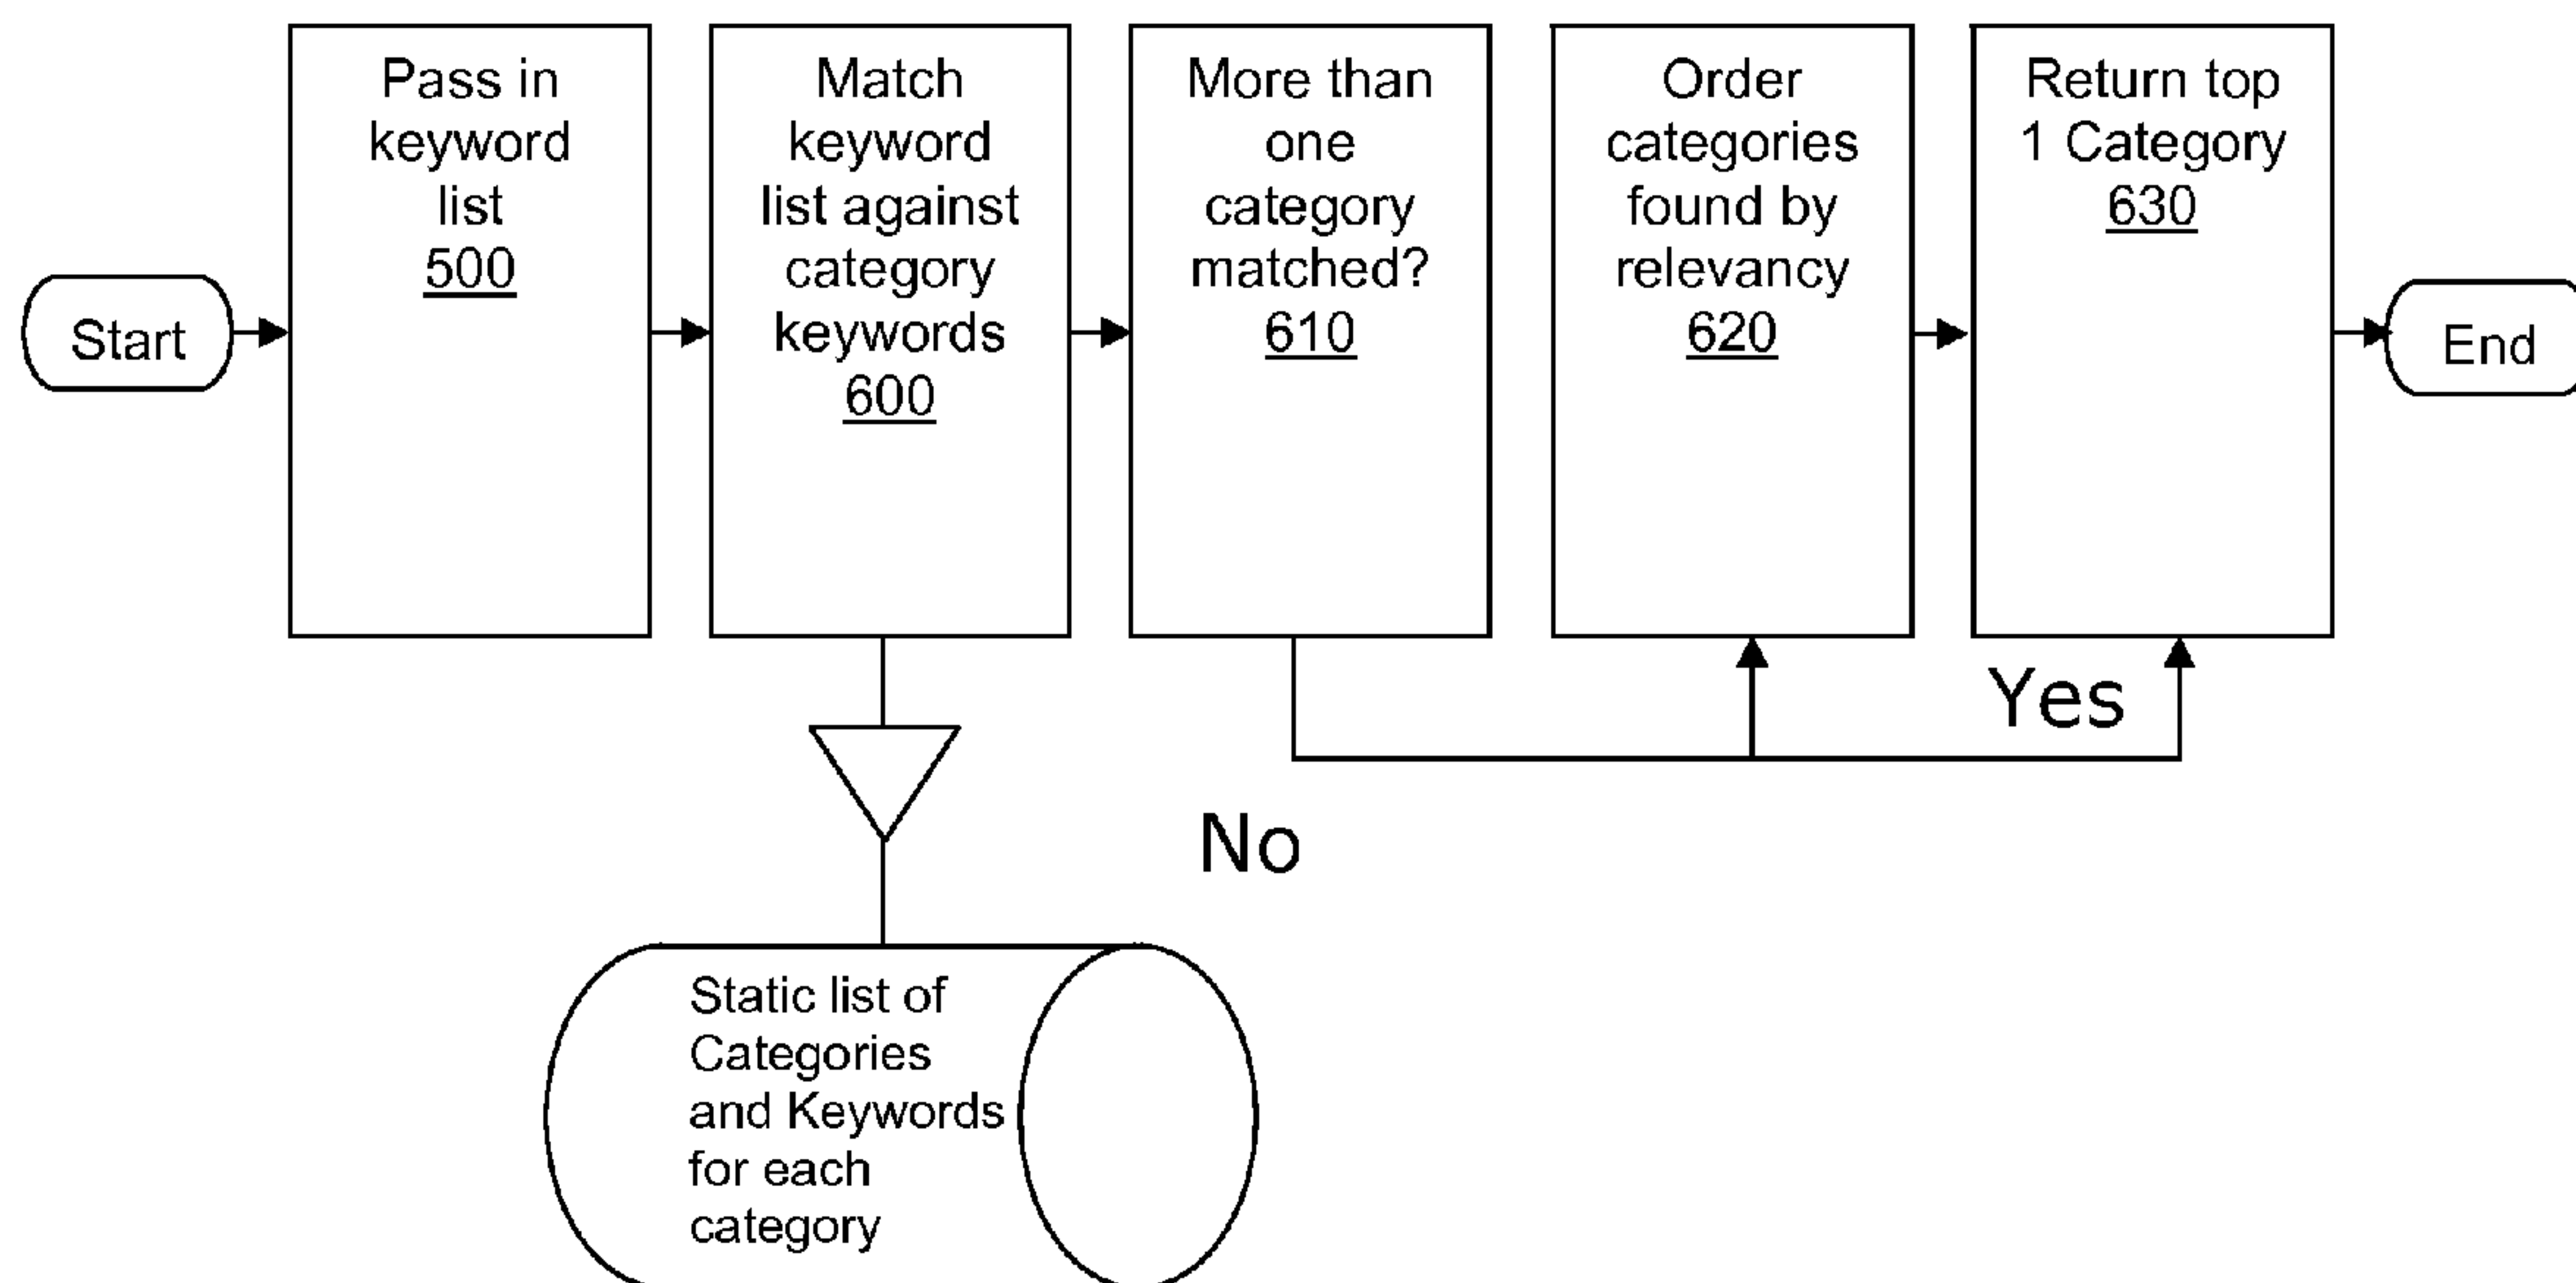 Start
Pass in
keyword
list
500
Match
keyword
list against
category
keywords
600
More than
one
category
matched?
610
Order
categories
found by
relevancy
620
Return top
1 Category
630
End
Yes
No
Static list of
Categories
and Keywords
for each
category